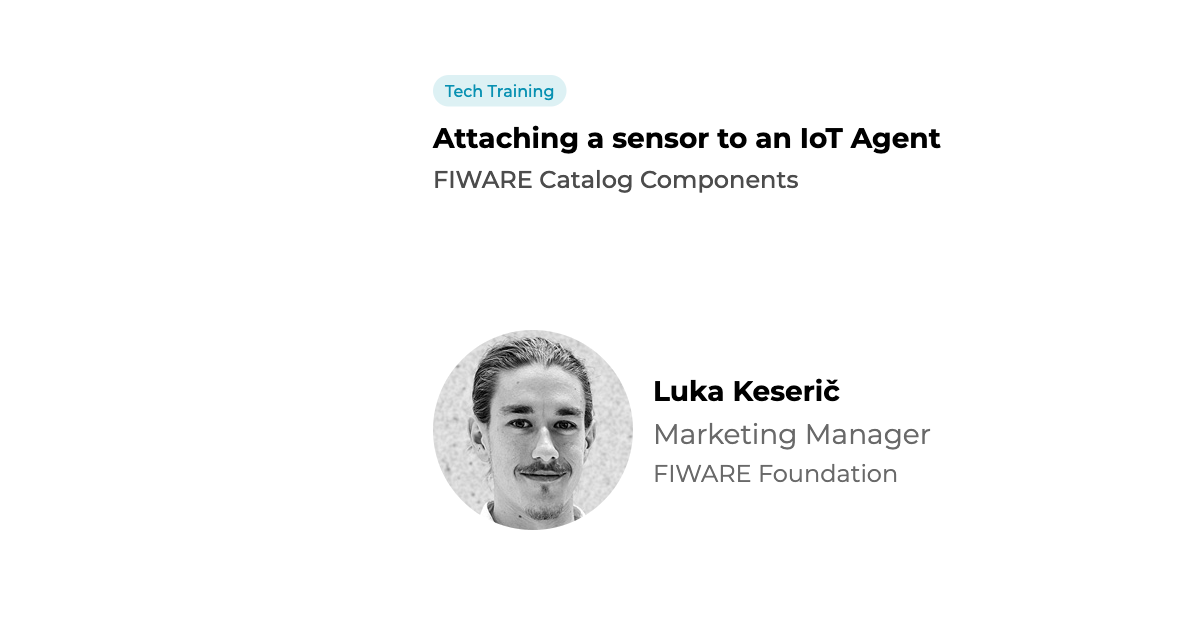 Tech Training
Attaching a sensor to an IoT Agent
FIWARE Catalog Components
Luka Keserič
Marketing Manager
FIWARE Foundation